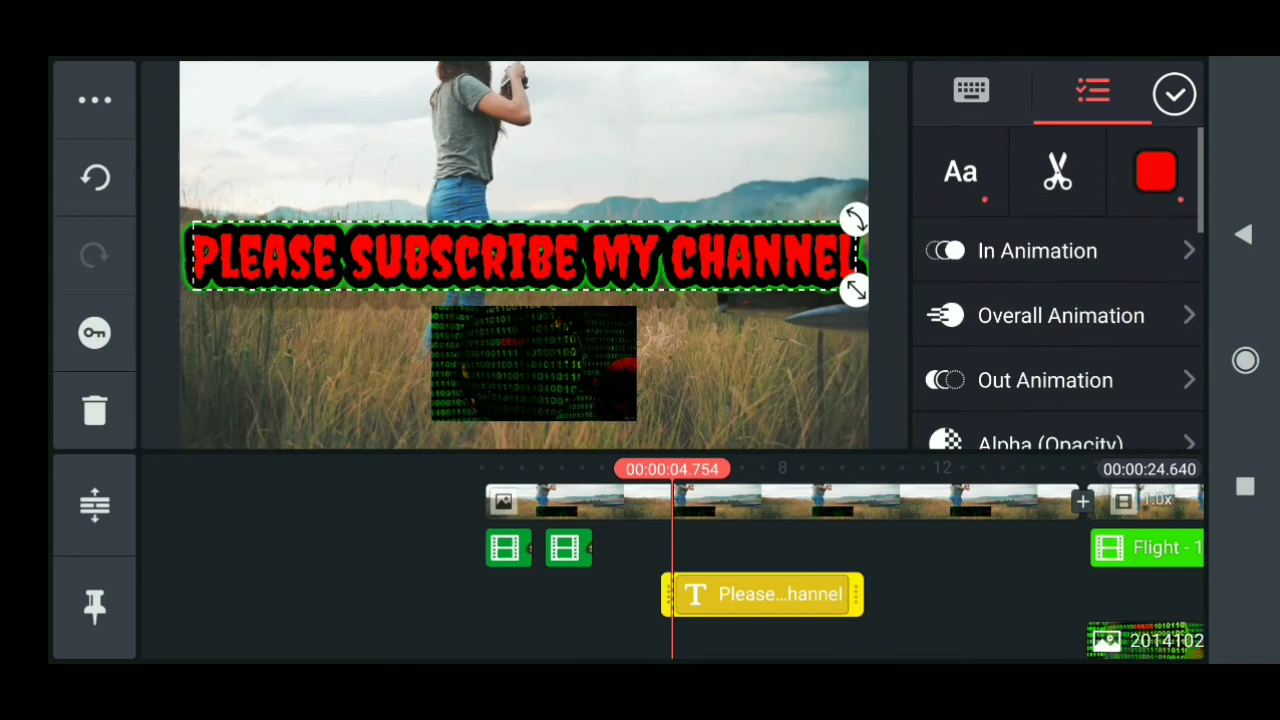 Aa
In Animation
PLEASE SUBSCRIBE MY CHANNEL
Overall Animation
Out Animation
Alpha (Opacity)
00:00:04.754
8
12
00:00:24.640
1.0x
Flight - 1
T Please...hannel
2014102